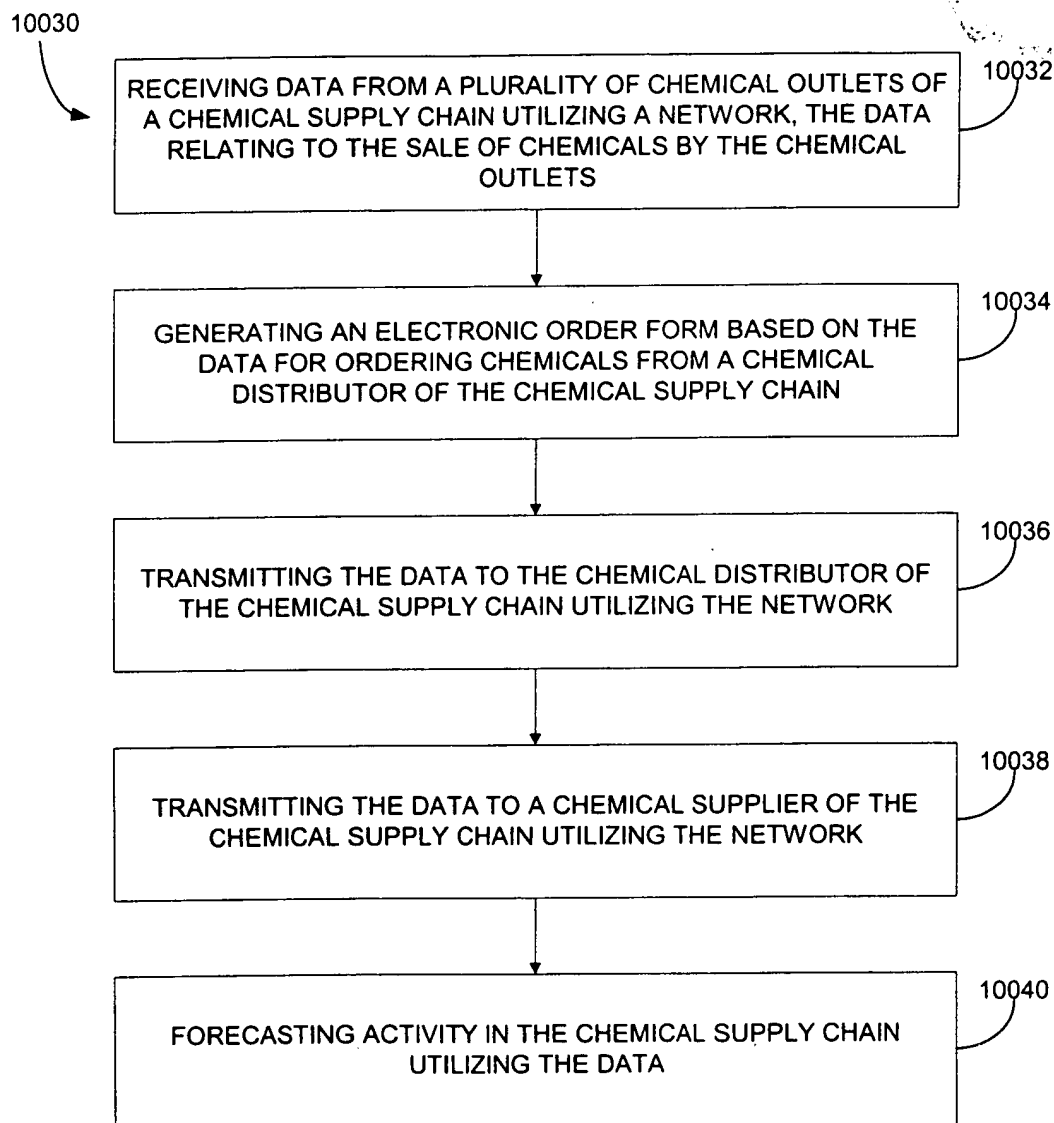 10030
10032
RECEIVING DATA FROM A PLURALITY OF CHEMICAL OUTLETS OF
A CHEMICAL SUPPLY CHAIN UTILIZING A NETWORK, THE DATA
RELATING TO THE SALE OF CHEMICALS BY THE CHEMICAL
OUTLETS
10034
GENERATING AN ELECTRONIC ORDER FORM BASED ON THE
DATA FOR ORDERING CHEMICALS FROM A CHEMICAL
DISTRIBUTOR OF THE CHEMICAL SUPPLY CHAIN
10036
TRANSMITTING THE DATA TO THE CHEMICAL DISTRIBUTOR OF
THE CHEMICAL SUPPLY CHAIN UTILIZING THE NETWORK
10038
TRANSMITTING THE DATA TO A CHEMICAL SUPPLIER OF THE
CHEMICAL SUPPLY CHAIN UTILIZING THE NETWORK
10040
FORECASTING ACTIVITY IN THE CHEMICAL SUPPLY CHAIN
UTILIZING THE DATA